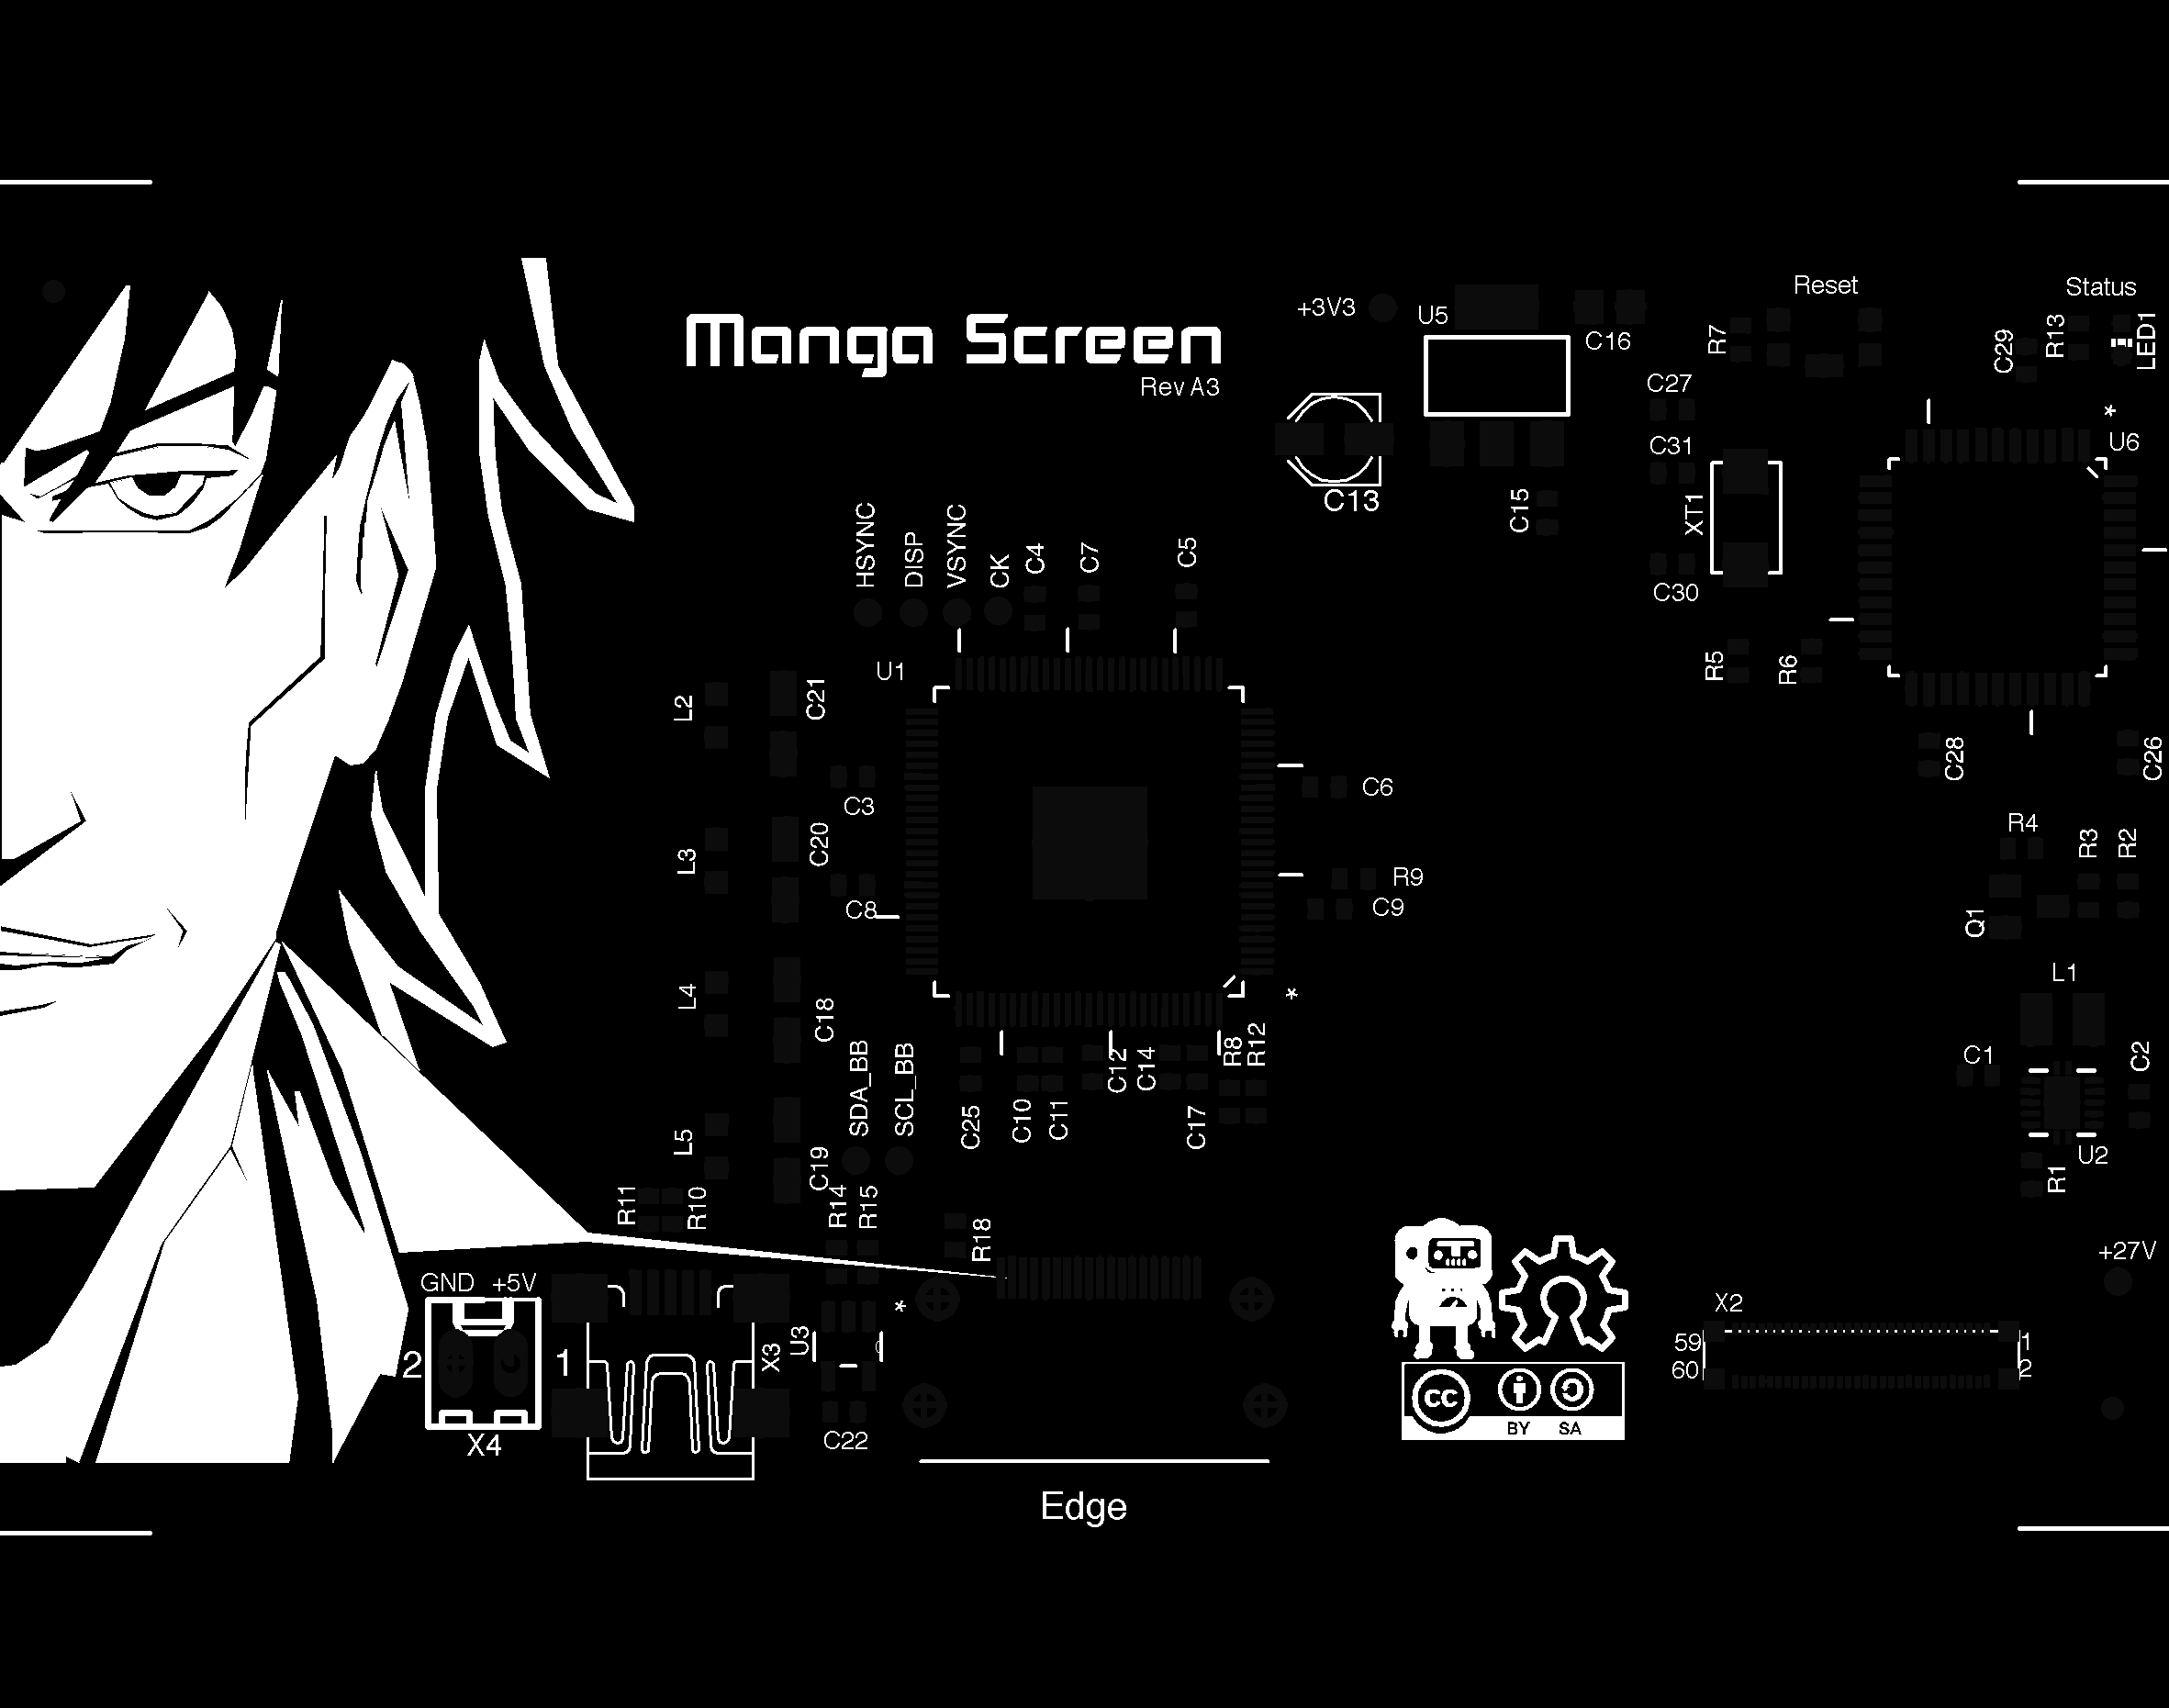 Manga Screen
Rev A3
+3V3
U5
C16
Reset
Status
R7
C29
R13
LED1
C27
C31
C13
C15
XT1
C30
*
U6
HSYNC
DISP
VSYNC
CK
C4
C7
C5
R5
R6
U1
L2
C21
C28
C26
C3
C6
L3
C20
R4
R3
R2
C8
R9
C9
Q1
L1
L4
C18
*
SDA_BB
SCL_BB
C12
C14
R8
R12
C1
C2
C25
C10
C11
C17
L5
C19
U2
R1
R11
R10
R14
R15
R18
+27V
GND +5V
*
X2
2
1
X3
U3
59
1
60
2
X4
C22
cc
BY SA
Edge